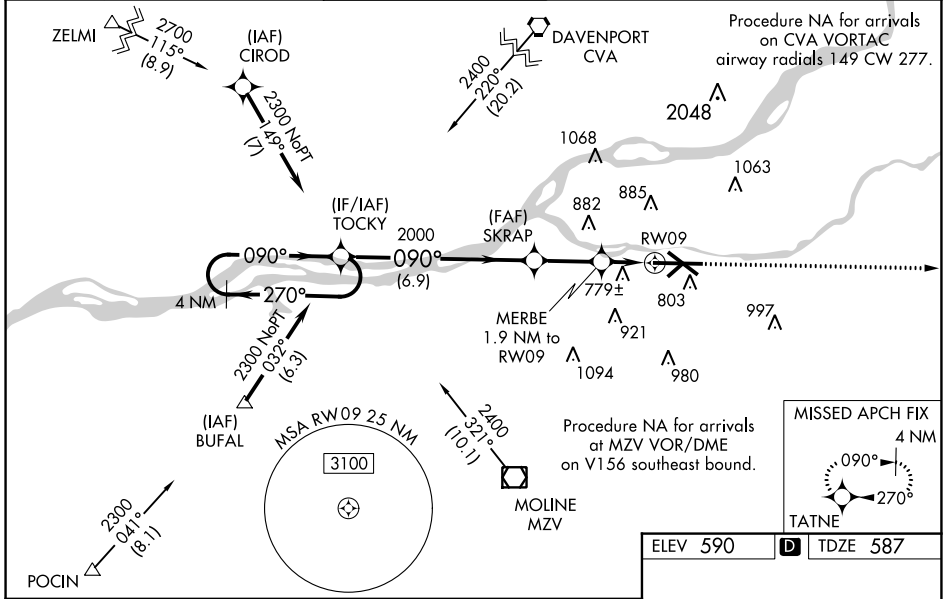 ZELMI
2700
115°
(8.9)
(IAF)
CIROD
2300 NoPT
149°
(7)
DAVENPORT
CVA
2400
220°
(20.2)
Procedure NA for arrivals
on CVA VORTAC
airway radials 149 CW 277.
2048
1068
1063
885
882
(IF/IAF)
TOCKY
2000
090°
(6.9)
(FAF)
SKRAP
RW09
090°
270°
4 NM
779±
803
997
MERBE
1.9 NM to
RW09
921
1094
980
2300 NoPT
032°
(6.3)
(IAF)
BUFAL
MSA RW09 25 NM
3100
2400
321°
(10.1)
MOLINE
MZV
Procedure NA for arrivals
at MZV VOR/DME
on V156 southeast bound.
MISSED APCH FIX
4 NM
090°
270°
TATNE
2300
041°
(8.1)
POCIN
ELEV 590 D TDZE 587